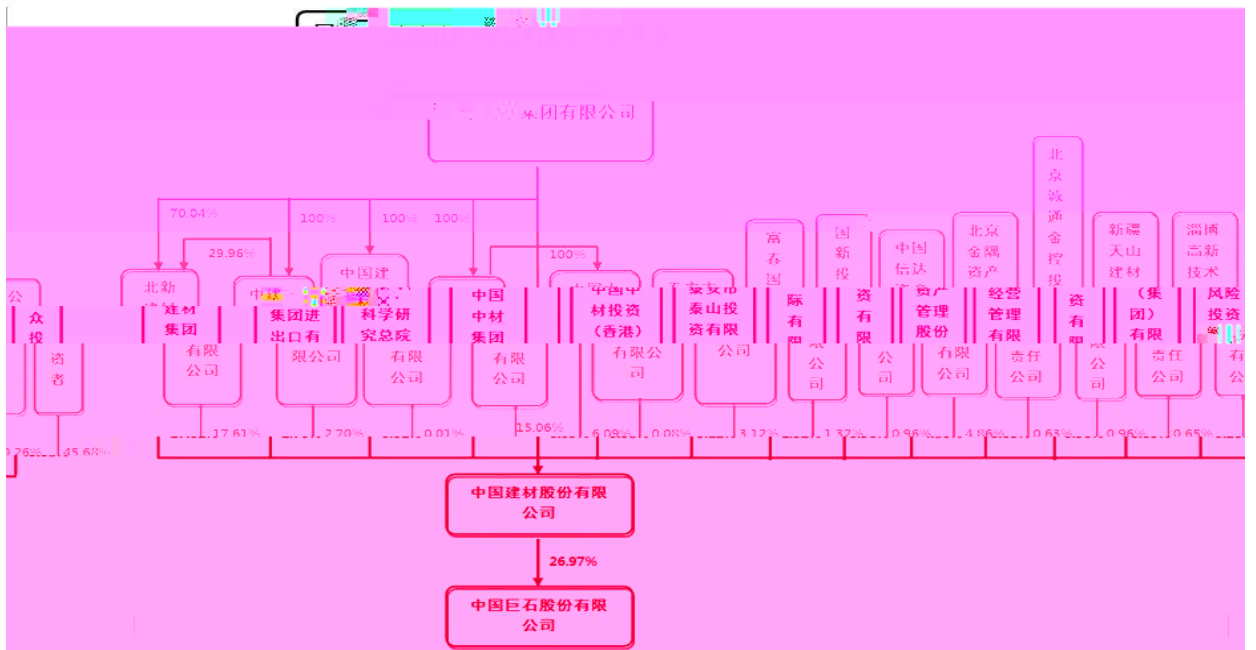 集团有限公司
70.04%
100%
100%
100%
29.96%
100%
北新
建材
集团
有限
公司
集团进
出口有
限公司
中国建
科学研
究总院
有限
公司
中国
中材
集团
有限
公司
材投资
（香港）
有限公
司
泰山投
资有限
公司
富
春
国
际
有
限
公
司
国
新
投
资
有
限
公
司
中国
信达
资产
管理
股份
有限
公司
北京
金隅
资产
经营
管理
有限
责任
公司
北
京
诚
通
金
控
投
资
有
限
公
司
新疆
天山
建材
（集
团）
有限
责任
公司
淄博
高新
技术
风险
投资
公
众
投
资
者
17.61%
2.70%
0.01%
15.06%
6.09%
0.08%
3.12%
1.32%
0.96%
4.86%
0.63%
0.96%
0.65%
45.68%
中国建材股份有限
公司
26.97%
中国巨石股份有限
公司